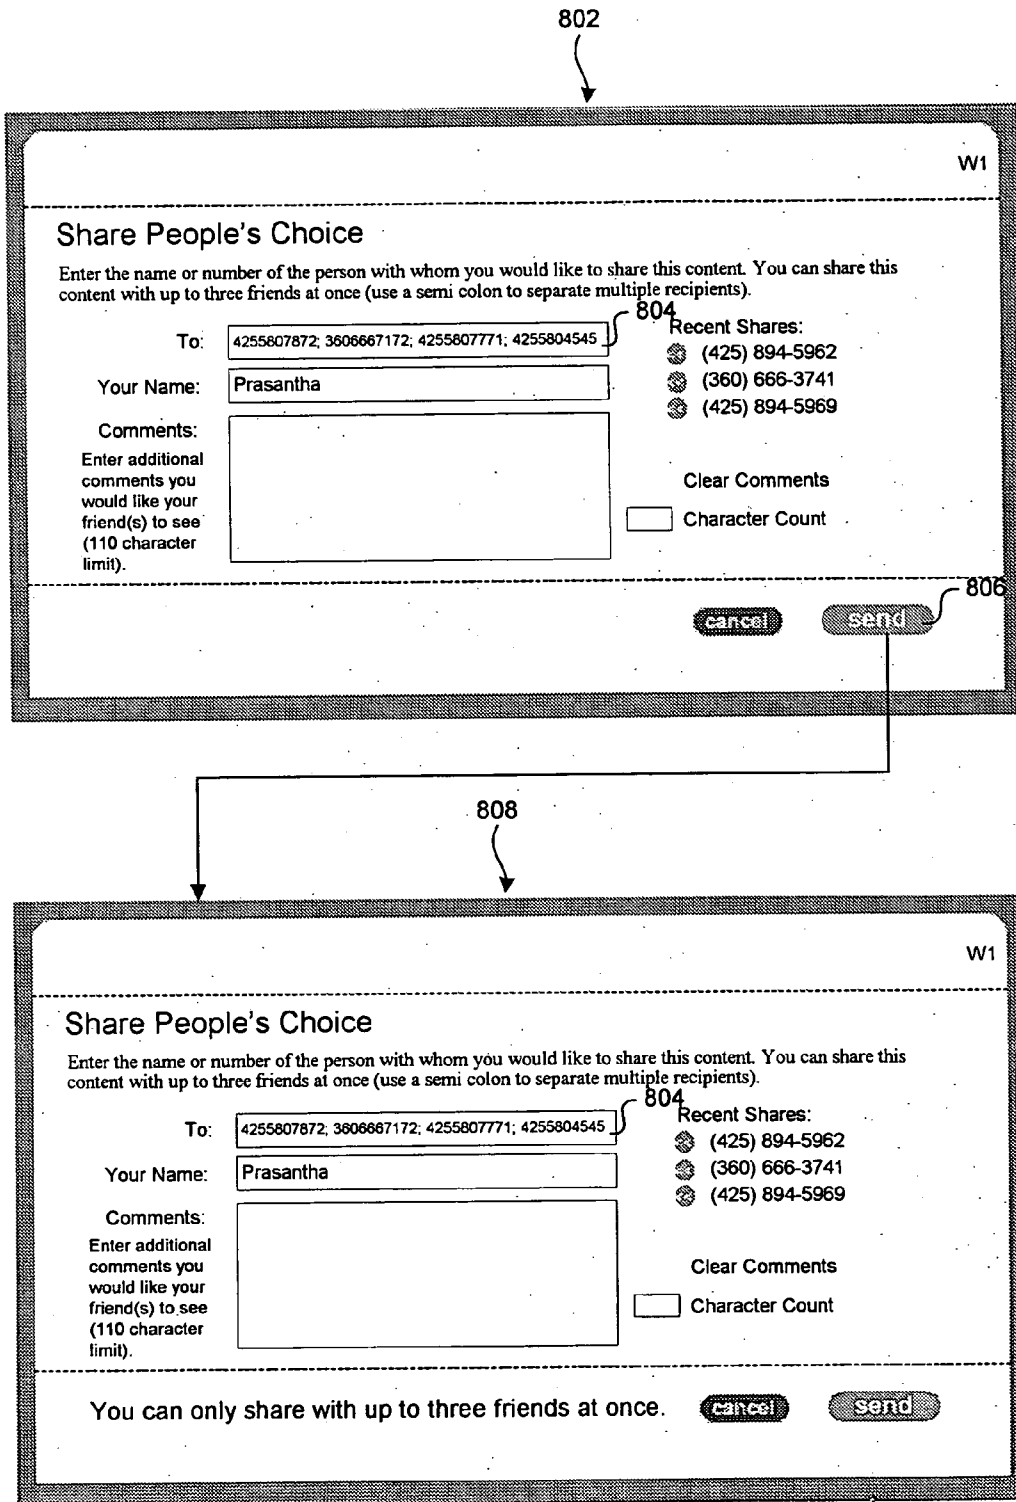 802
W1
Share People's Choice
Enter the name or number of the person with whom you would like to share this content. You can share this
content with up to three friends at once (use a semi colon to separate multiple recipients).
804
To: 4255807872; 3606667172; 4255807771; 4255804545
Recent Shares:
(425) 894-5962
(360) 666-3741
(425) 894-5969
Your Name: Prasantha
Comments:
Enter additional
comments you
would like your
friend(s) to see
(110 character
limit).
Clear Comments
Character Count
806
cancel send
808
W1
Share People's Choice
Enter the name or number of the person with whom you would like to share this content. You can share this
content with up to three friends at once (use a semi colon to separate multiple recipients).
804
To: 4255807872; 3606667172; 4255807771; 4255804545
Recent Shares:
(425) 894-5962
(360) 666-3741
(425) 894-5969
Your Name: Prasantha
Comments:
Enter additional
comments you
would like your
friend(s) to see
(110 character
limit).
Clear Comments
Character Count
You can only share with up to three friends at once. cancel send